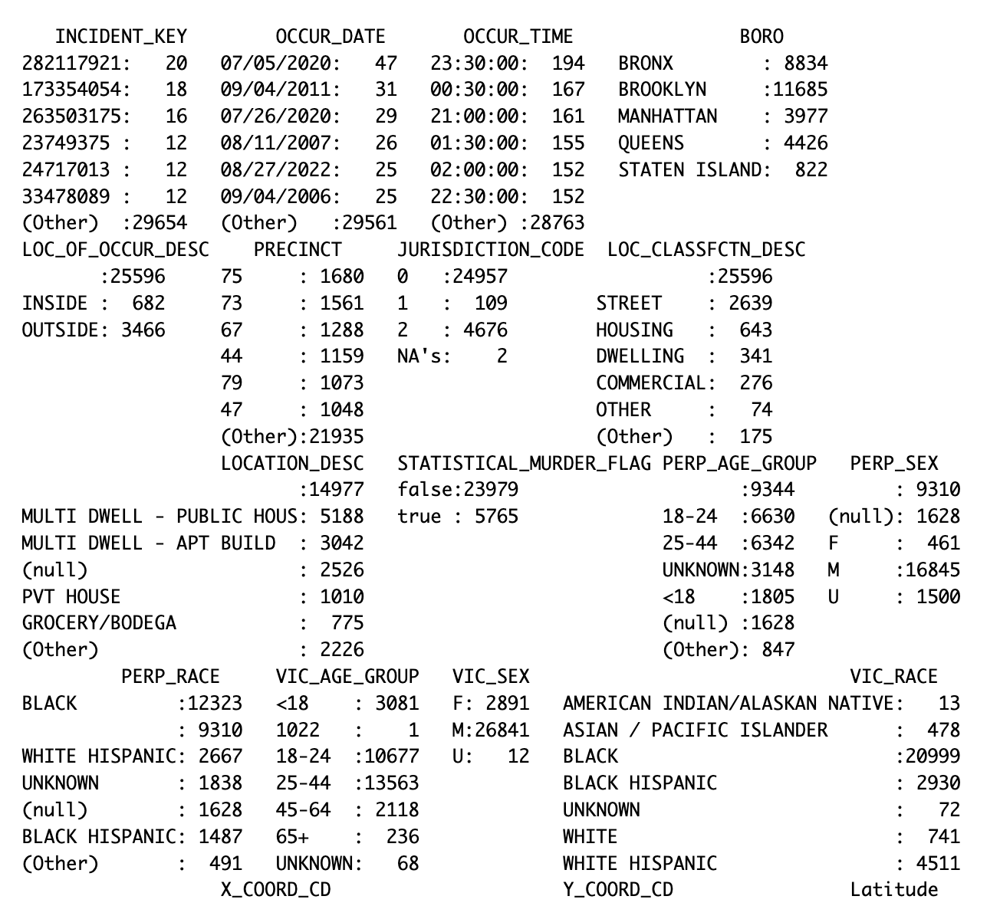 INCIDENT_KEY        OCCUR_DATE       OCCUR_TIME               BORO
282117921:   20   07/05/2020:   47   23:30:00:  194   BRONX        : 8834
173354054:   18   09/04/2011:   31   00:30:00:  167   BROOKLYN     :11685
263503175:   16   07/26/2020:   29   21:00:00:  161   MANHATTAN    : 3977
23749375 :   12   08/11/2007:   26   01:30:00:  155   QUEENS       : 4426
24717013 :   12   08/27/2022:   25   02:00:00:  152   STATEN ISLAND:  822
33478089 :   12   09/04/2006:   25   22:30:00:  152
(Other)  :29654   (Other)   :29561   (Other) :28763
LOC_OF_OCCUR_DESC    PRECINCT     JURISDICTION_CODE  LOC_CLASSFCTN_DESC
       :25596     75     : 1680   0   :24957                  :25596
INSIDE :  682     73     : 1561   1   :  109        STREET    : 2639
OUTSIDE: 3466     67     : 1288   2   : 4676        HOUSING   :  643
                  44     : 1159   NA's:    2        DWELLING  :  341
                  79     : 1073                     COMMERCIAL:  276
                  47     : 1048                     OTHER     :   74
                  (Other):21935                     (Other)   :  175
                  LOCATION_DESC   STATISTICAL_MURDER_FLAG PERP_AGE_GROUP   PERP_SEX
                         :14977   false:23979                    :9344         : 9310
MULTI DWELL - PUBLIC HOUS: 5188   true : 5765             18-24  :6630   (null): 1628
MULTI DWELL - APT BUILD  : 3042                           25-44  :6342   F     :  461
(null)                   : 2526                           UNKNOWN:3148   M     :16845
PVT HOUSE                : 1010                           <18    :1805   U     : 1500
GROCERY/BODEGA           :  775                           (null) :1628
(Other)                  : 2226                           (Other): 847
         PERP_RACE     VIC_AGE_GROUP   VIC_SEX                             VIC_RACE
BLACK         :12323   <18    : 3081   F: 2891   AMERICAN INDIAN/ALASKAN NATIVE:   13
              : 9310   1022   :    1   M:26841   ASIAN / PACIFIC ISLANDER      :  478
WHITE HISPANIC: 2667   18-24  :10677   U:   12   BLACK                         :20999
UNKNOWN       : 1838   25-44  :13563             BLACK HISPANIC                : 2930
(null)        : 1628   45-64  : 2118             UNKNOWN                       :   72
BLACK HISPANIC: 1487   65+    :  236             WHITE                         :  741
(Other)       :  491   UNKNOWN:   68             WHITE HISPANIC                : 4511
                  X_COORD_CD                     Y_COORD_CD                Latitude